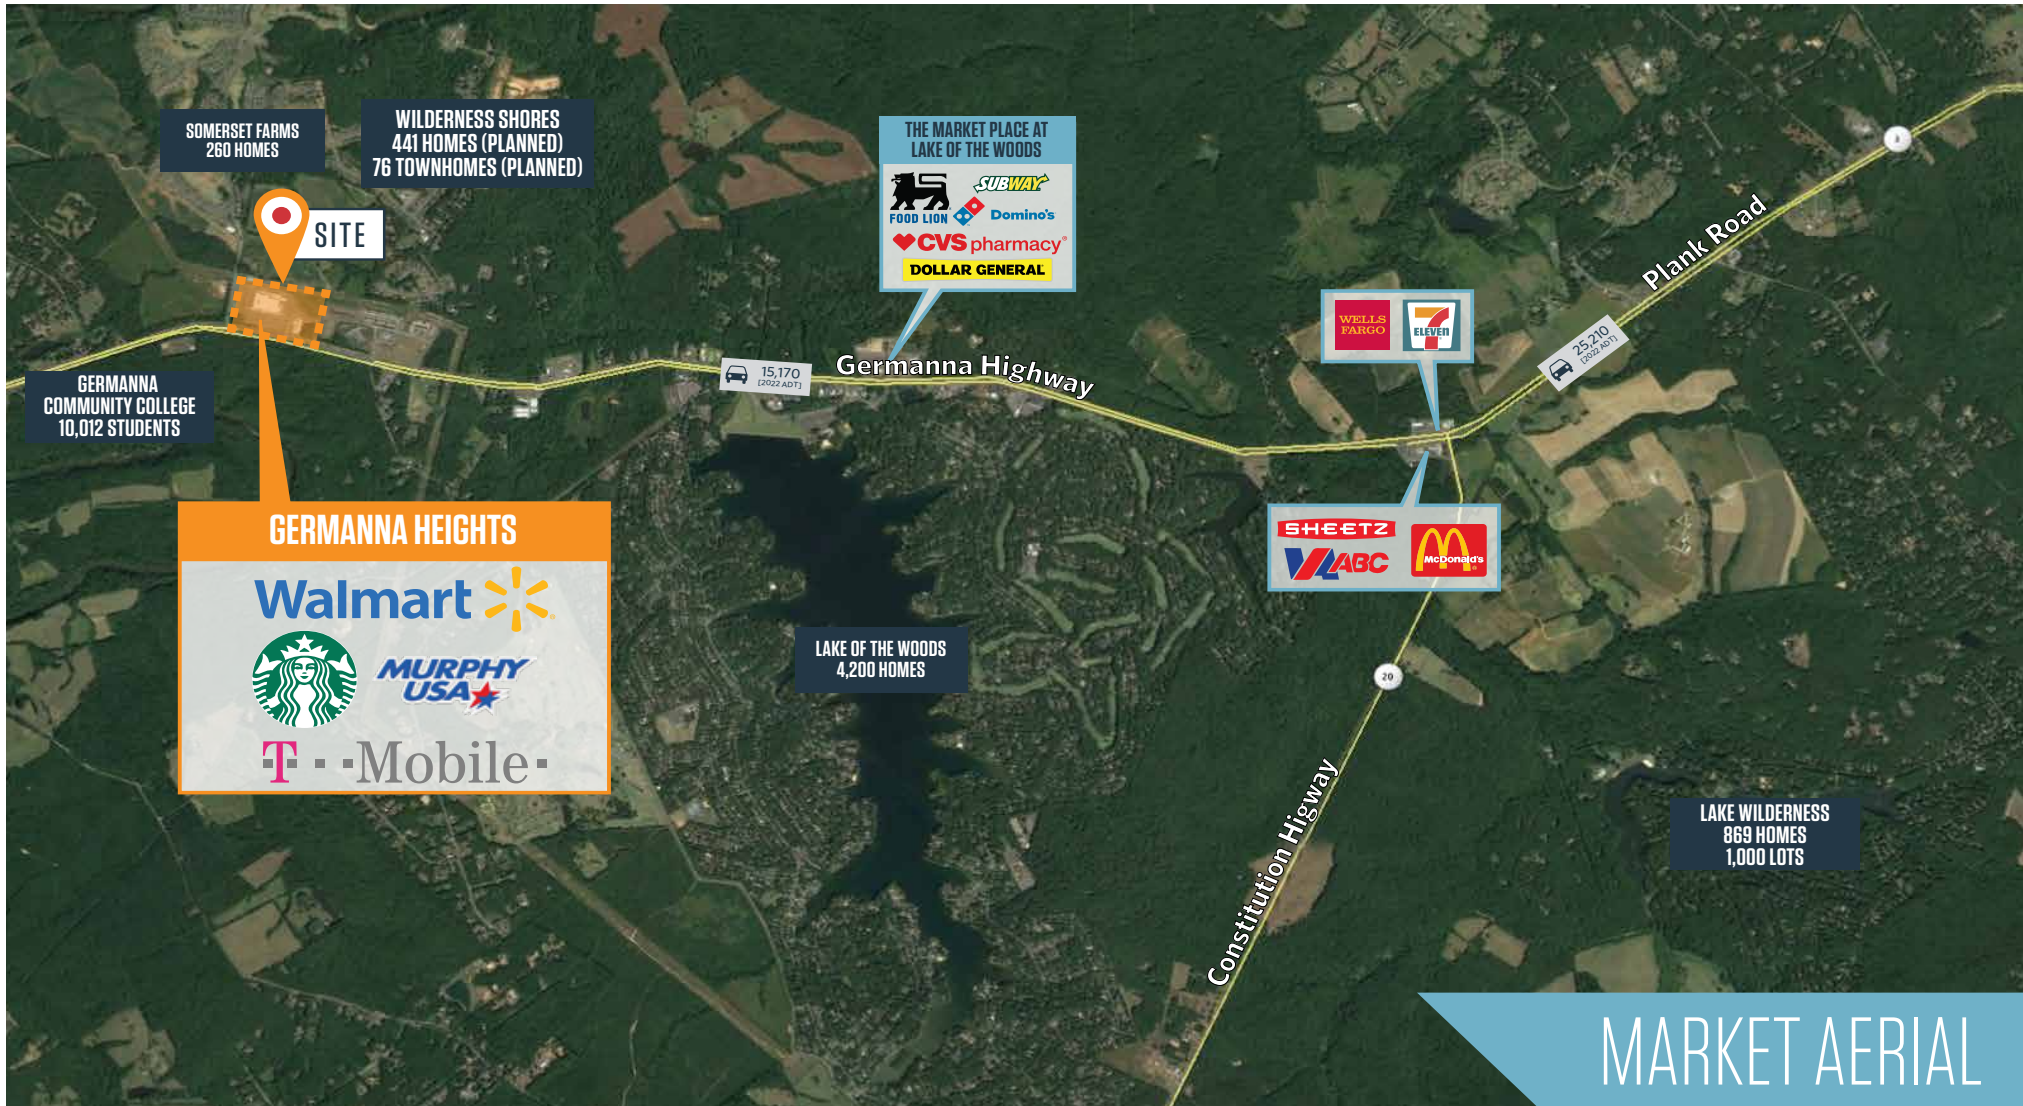 SOMERSET FARMS
260 HOMES
WILDERNESS SHORES
441 HOMES (PLANNED)
76 TOWNHOMES (PLANNED)
SITE
THE MARKET PLACE AT
LAKE OF THE WOODS
FOOD LION
SUBWAY
Domino's
CVS pharmacy®
DOLLAR GENERAL
3
Plank Road
25,210
[2022 ADT]
WELLS
FARGO
7
ELEVEN
Germanna Highway
15,170
[2022 ADT]
GERMANNA
COMMUNITY COLLEGE
10,012 STUDENTS
GERMANNA HEIGHTS
Walmart
MURPHY
USA
T··Mobile·
SHEETZ
VA ABC
McDonald's
LAKE OF THE WOODS
4,200 HOMES
20
Constitution Higway
LAKE WILDERNESS
869 HOMES
1,000 LOTS
MARKET AERIAL